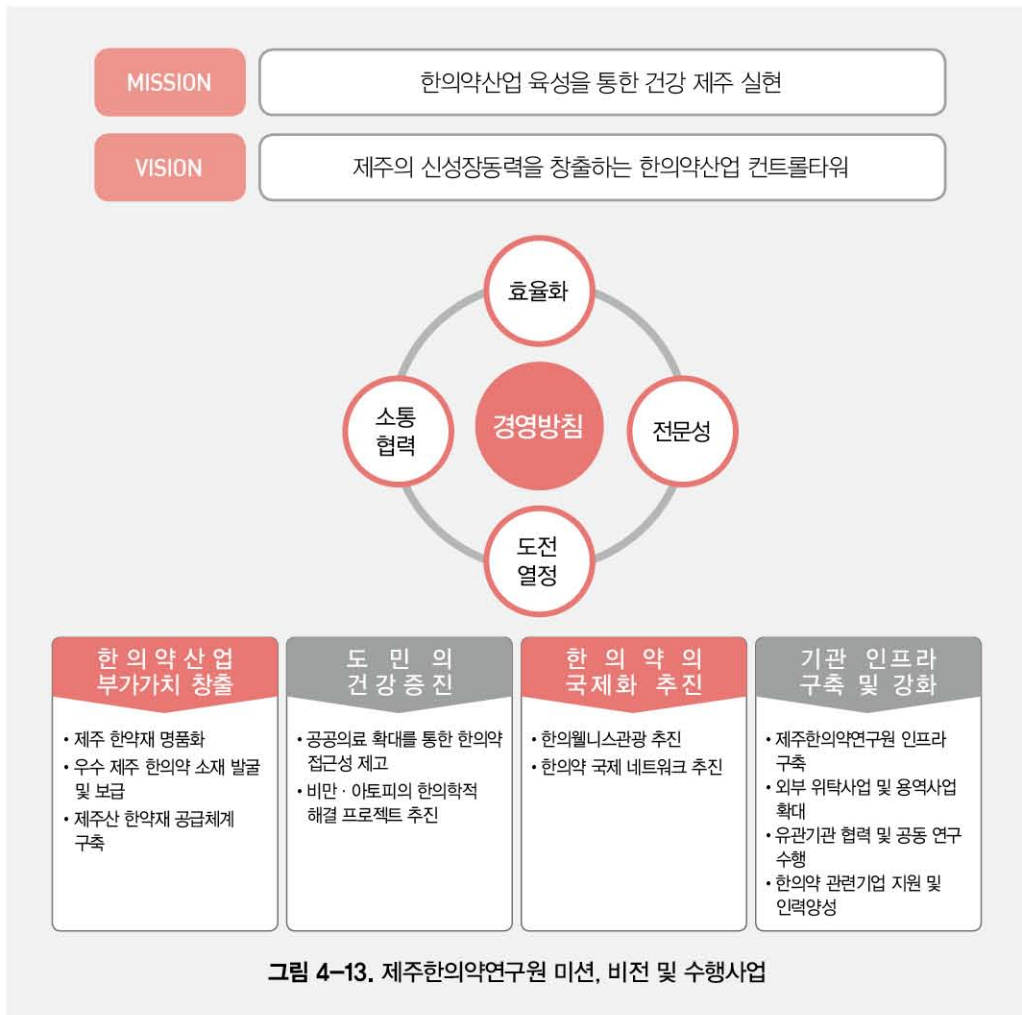 MISSION
한의약산업 육성을 통한 건강 제주 실현
VISION
제주의 신성장동력을 창출하는 한의약산업 컨트롤타워
효율화
소통
협력
경영방침
전문성
도전
열정
한의약산업
부가가치 창출
• 제주 한약재 명품화
• 우수 제주 한의약 소재 발굴
및 보급
• 제주산 한약재 공급체계
구축
도민의
건강증진
• 공공의료 확대를 통한 한의약
접근성 제고
• 비만 · 아토피의 한의학적
해결 프로젝트 추진
한의약의
국제화 추진
• 한의웰니스관광 추진
• 한의약 국제 네트워크 추진
기관 인프라
구축 및 강화
• 제주한의약연구원 인프라
구축
• 외부 위탁사업 및 용역사업
확대
• 유관기관 협력 및 공동 연구
수행
• 한의약 관련기업 지원 및
인력양성
그림 4-13. 제주한의약연구원 미션, 비전 및 수행사업